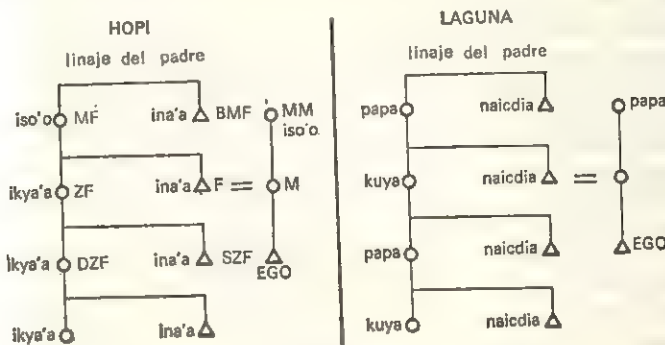 HOPI
linaje del padre
iso'o MF ina'a BMF MM
iso'o
ikya'a ZF ina'a F = M
ikya'a DZF ina'a SZF
EGO
ikya'a ina'a
LAGUNA
linaje del padre
papa naicdia papa
kuya naicdia =
papa naicdia EGO
kuya naicdia